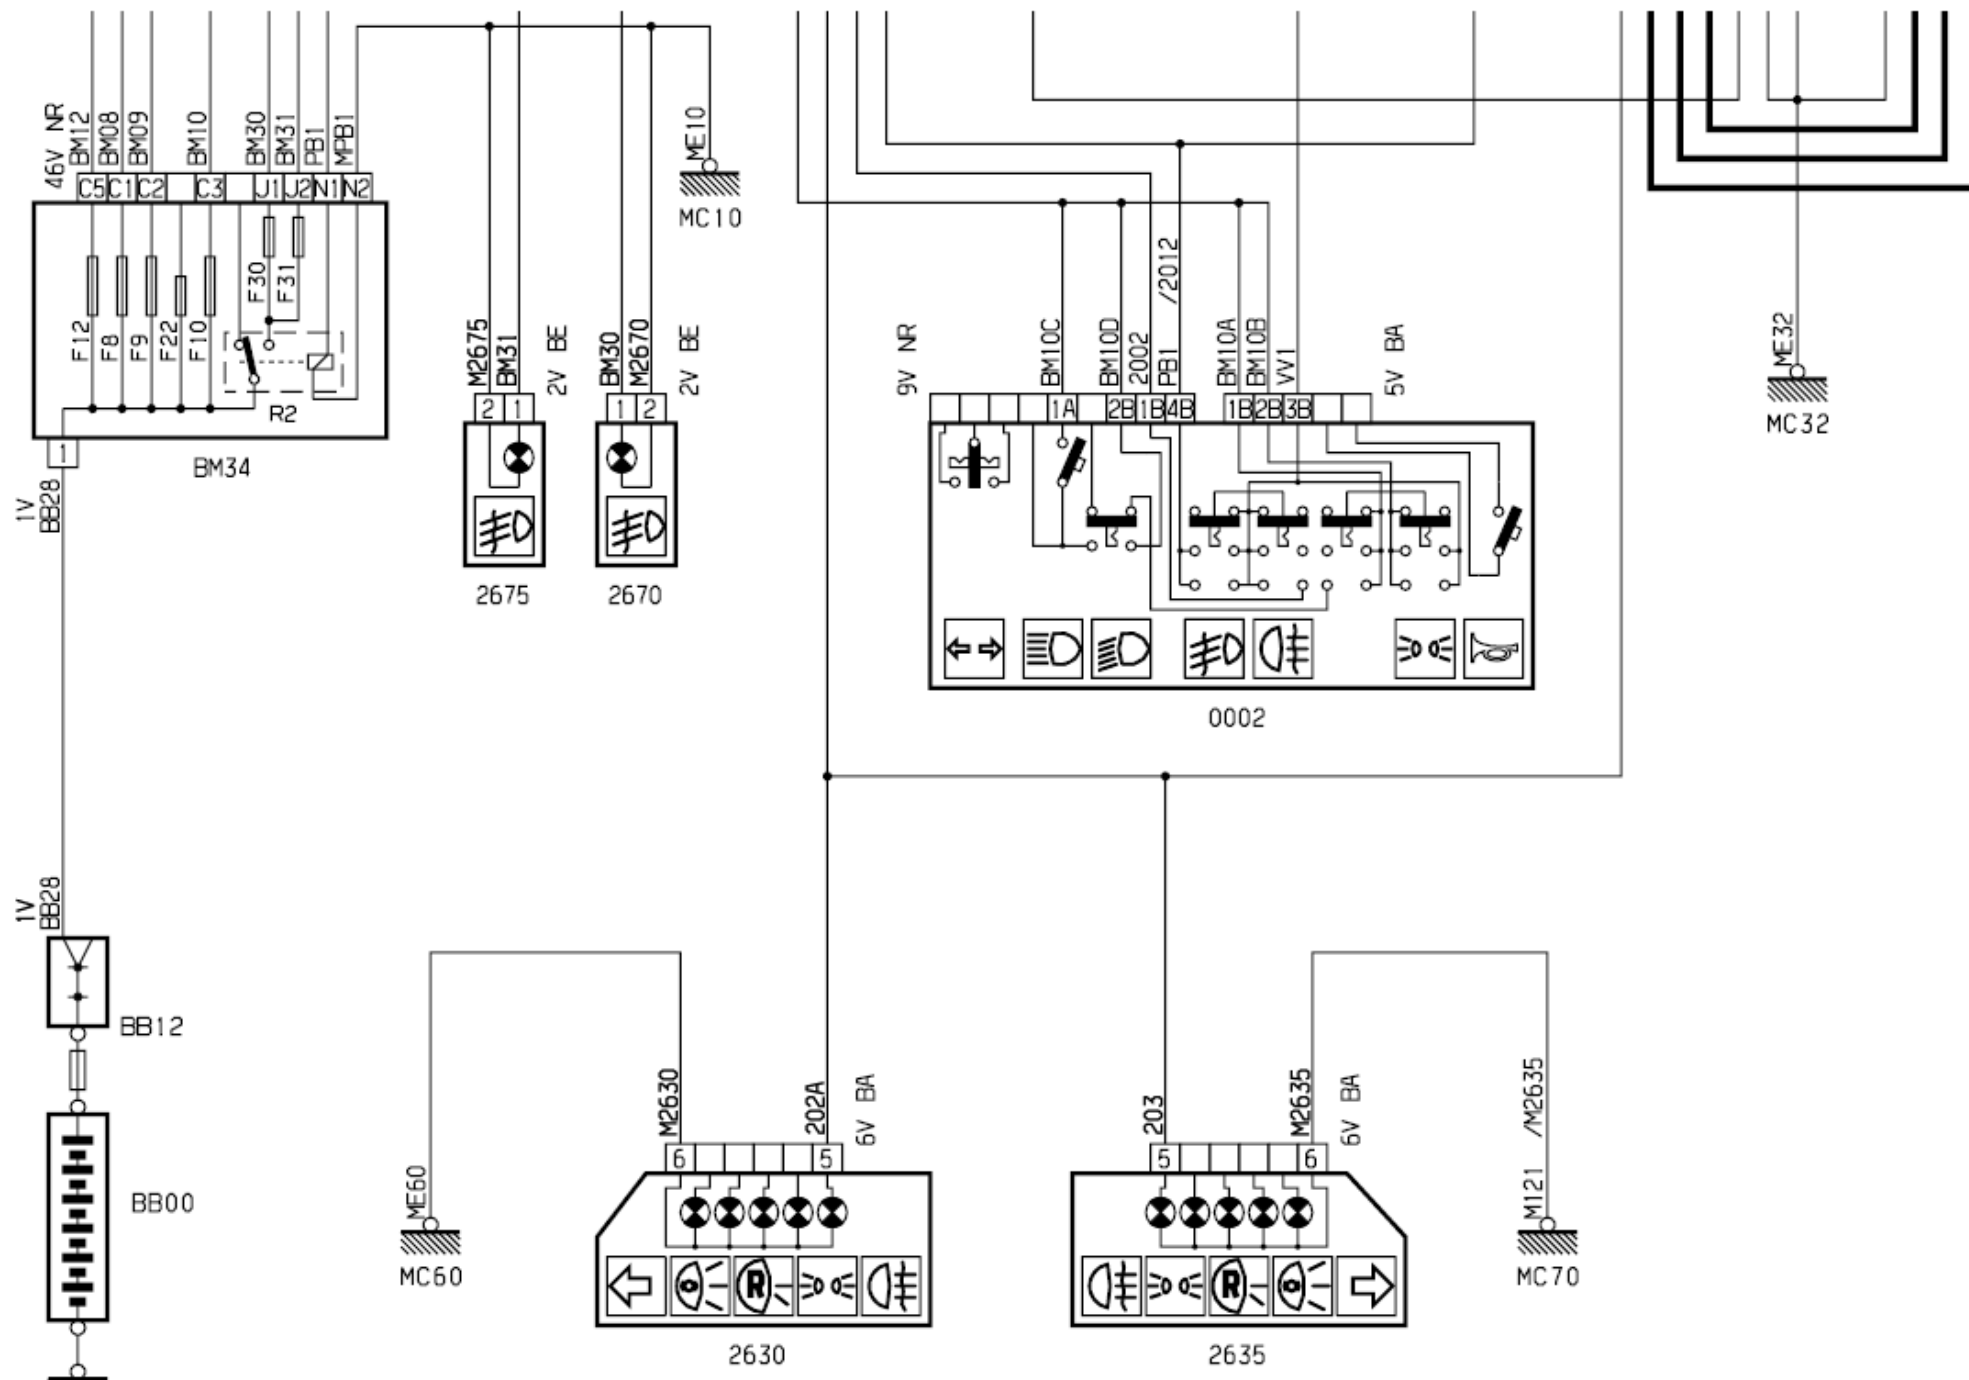 46V NR
BM12
BM08
BM09
BM10
BM30
BM31
PB1
MPB1
C5 C1 C2 C3 J1 J2 N1 N2
F12
F8
F9
F22
F10
F30
F31
R2
1
BM34
1V
BB28
1V
BB28
BB12
BB00
ME10
MC10
M2675
BM31
2V BE
2 1
2675
BM30
M2670
2V BE
1 2
2670
9V NR
BM10C
BM10D
2002
PB1
/2012
BM10A
BM10B
VV1
5V BA
1A 2B 1B 4B 1B 2B 3B
0002
ME32
MC32
ME60
MC60
M2630
202A
6V BA
6 5
R
2630
203
M2635
6V BA
5 6
R
2635
M121 /M2635
MC70